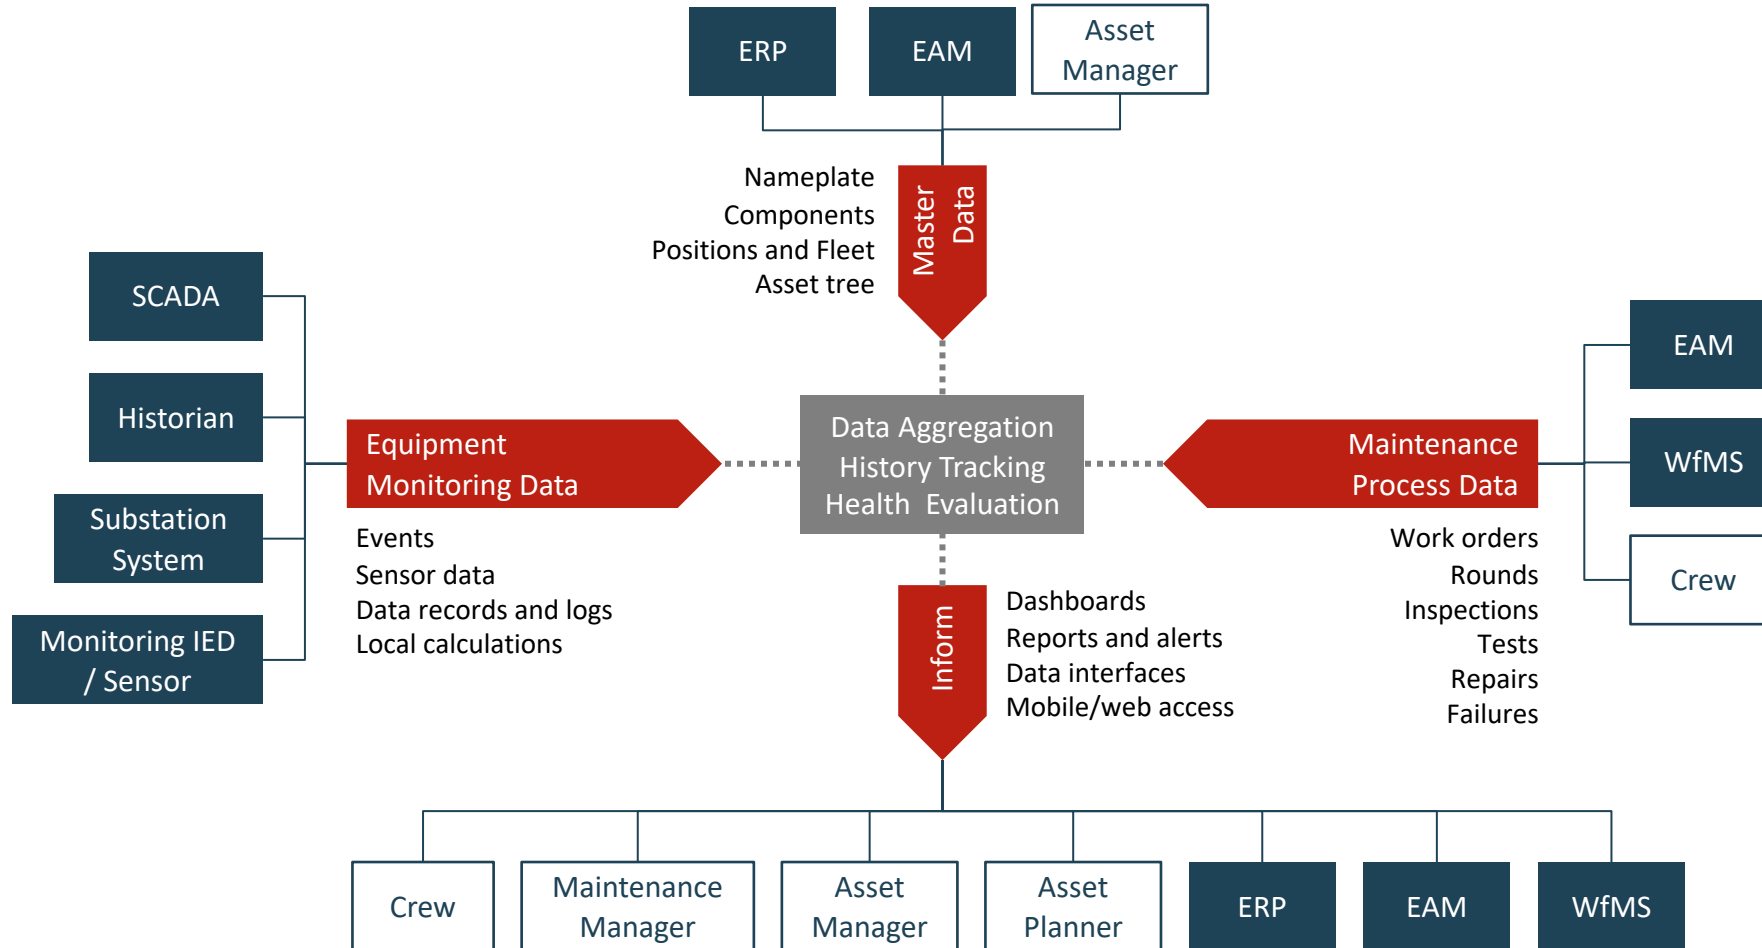 ERP
EAM
Asset
Manager
Nameplate
Components
Positions and Fleet
Asset tree
Master
Data
SCADA
Historian
Substation
System
Monitoring IED
/ Sensor
Equipment
Monitoring Data
Events
Sensor data
Data records and logs
Local calculations
Data Aggregation
History Tracking
Health Evaluation
Maintenance
Process Data
Work orders
Rounds
Inspections
Tests
Repairs
Failures
EAM
WfMS
Crew
Inform
Dashboards
Reports and alerts
Data interfaces
Mobile/web access
Crew
Maintenance
Manager
Asset
Manager
Asset
Planner
ERP
EAM
WfMS